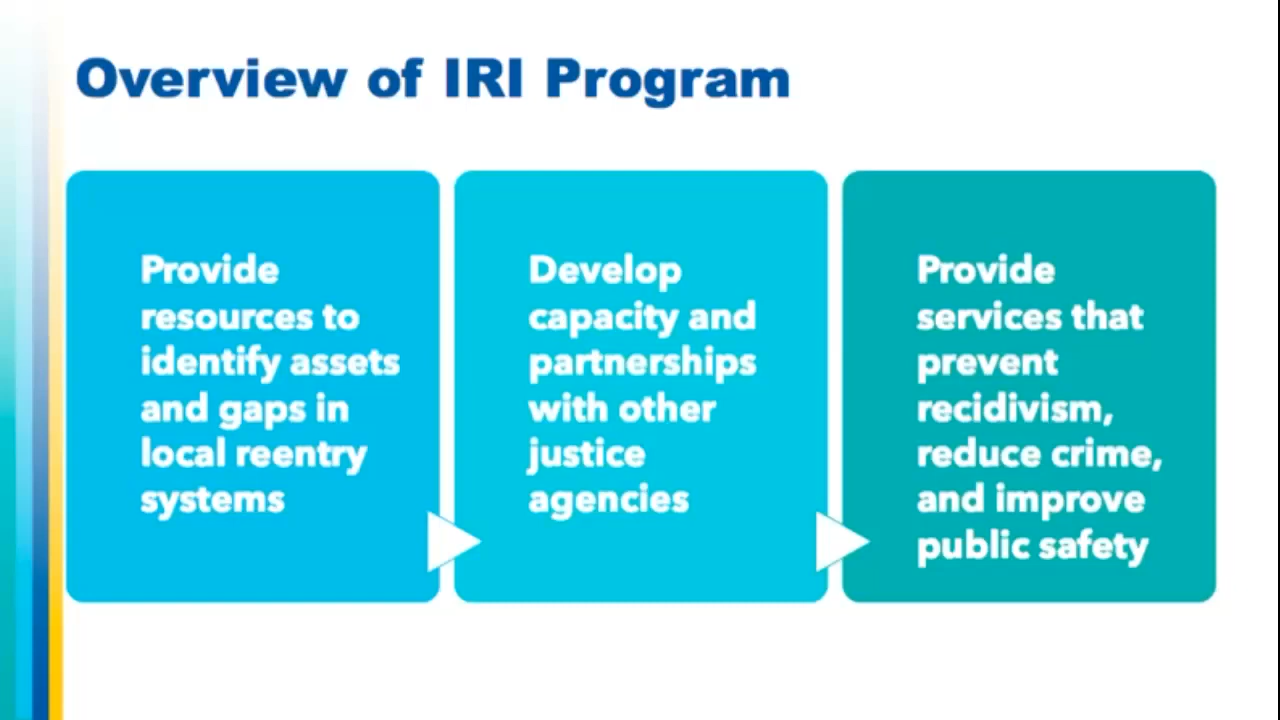 Overview of IRI Program
Provide
resources to
identify assets
and gaps in
local reentry
systems
Develop
capacity and
partnerships
with other
justice
agencies
Provide
services that
prevent
recidivism,
reduce crime,
and improve
public safety